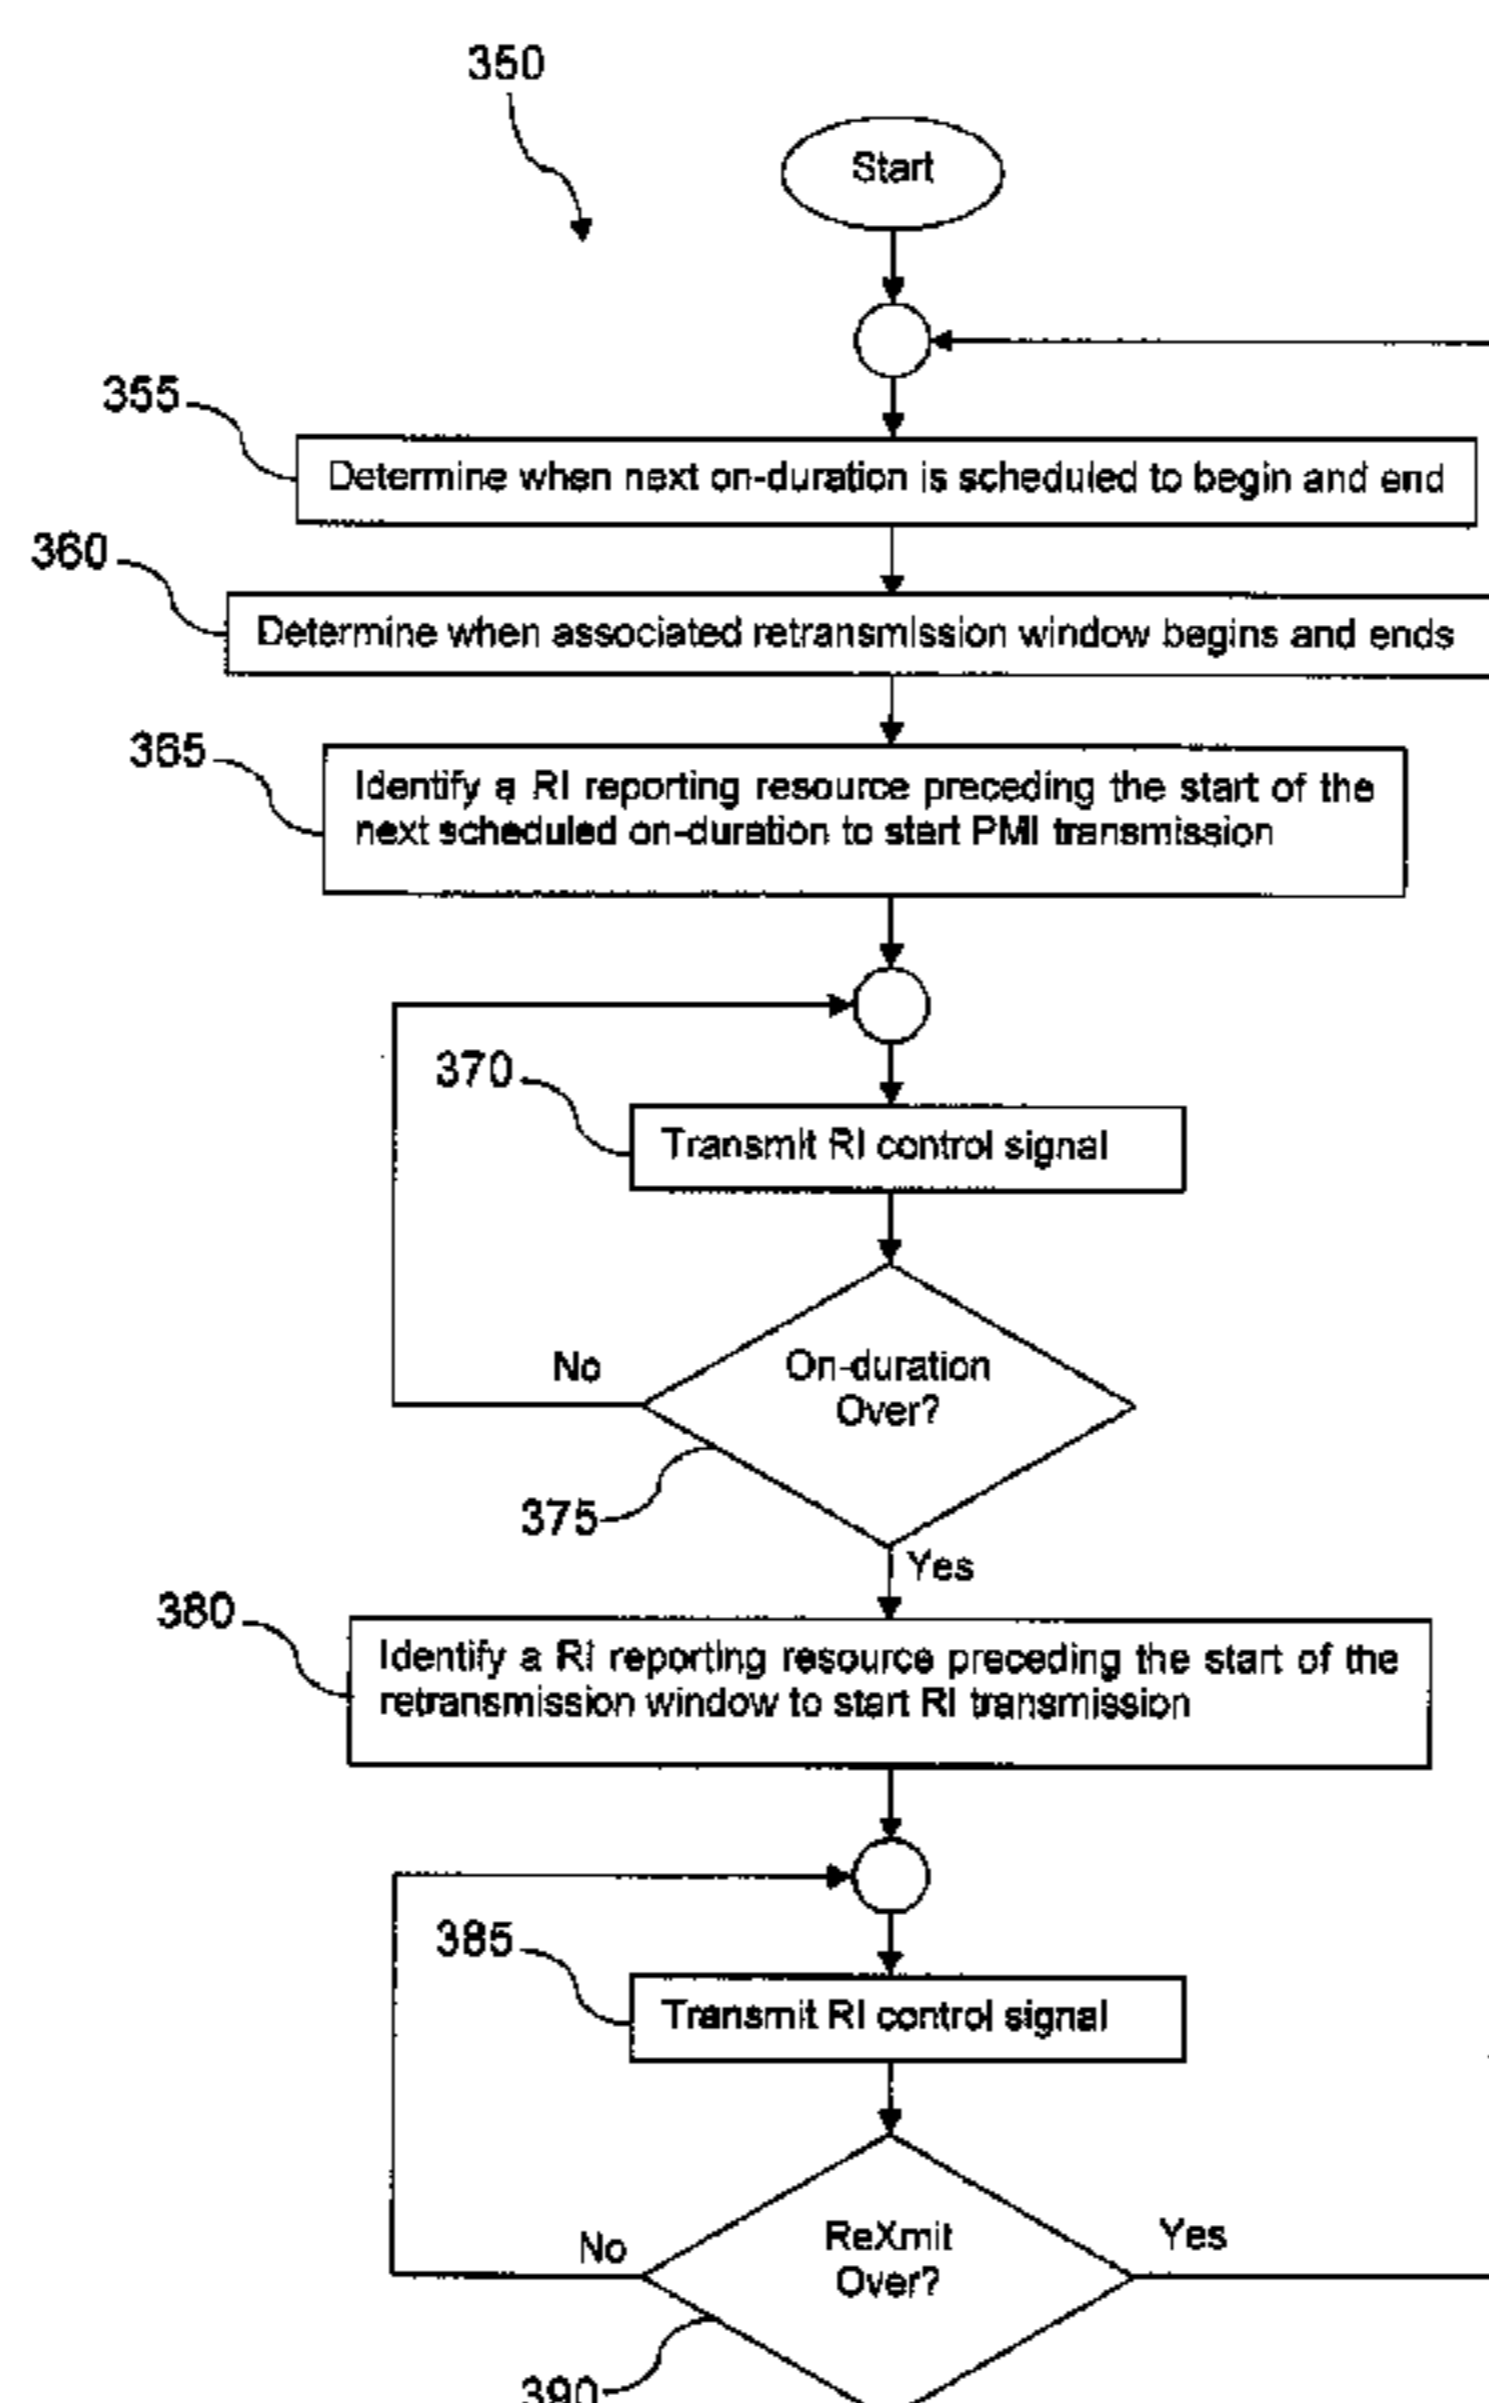 350
Start
355
Determine when next on-duration is scheduled to begin and end
360
Determine when associated retransmission window begins and ends
365
Identify a RI reporting resource preceding the start of the
next scheduled on-duration to start PMI transmission
370
Transmit RI control signal
No
On-duration
Over?
375
Yes
380
Identify a RI reporting resource preceding the start of the
retransmission window to start RI transmission
385
Transmit RI control signal
No
ReXmit
Over?
Yes
390